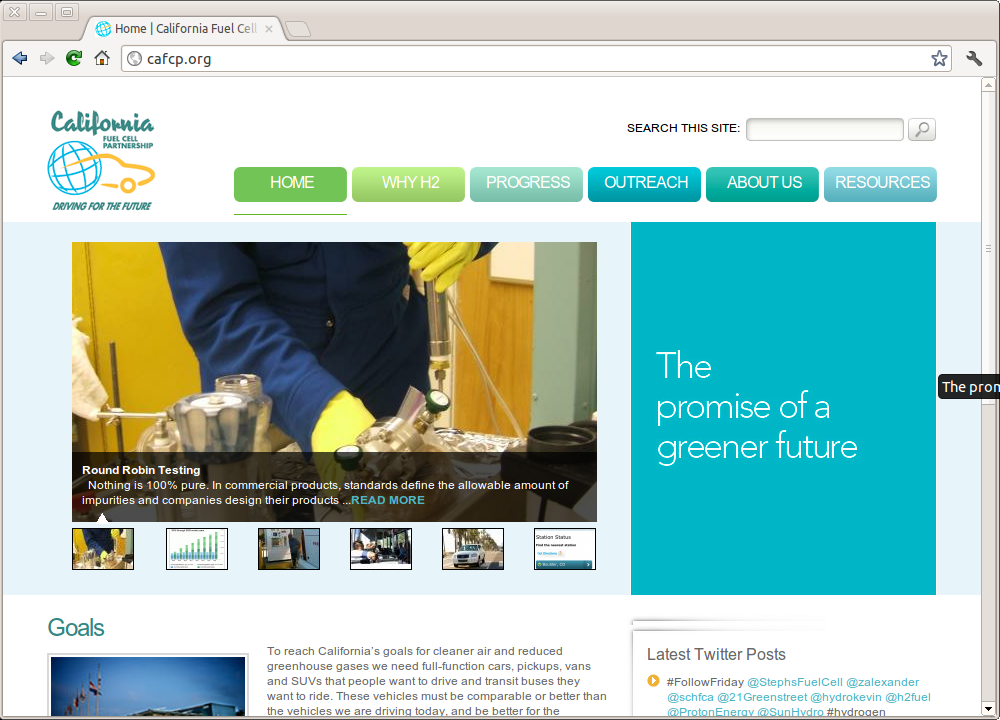 Home | California Fuel Cell
cafcp.org
California
FUEL CELL
PARTNERSHIP
DRIVING FOR THE FUTURE
SEARCH THIS SITE:
HOME
WHY H2
PROGRESS
OUTREACH
ABOUT US
RESOURCES
The
promise of a
greener future
The pron
Round Robin Testing
Nothing is 100% pure. In commercial products, standards define the allowable amount of
impurities and companies design their products ...READ MORE
Station Status
Find the nearest station
Boulder, CO
Goals
To reach California's goals for cleaner air and reduced
greenhouse gases we need full-function cars, pickups, vans
and SUVs that people want to drive and transit buses they
want to ride. These vehicles must be comparable or better than
the vehicles we are driving today, and be better for the
Latest Twitter Posts
#FollowFriday @StephsFuelCell @zalexander
@schfca @21Greenstreet @hydrokevin @h2fuel
@ProtonEnergy @SunHydro #hydrogen